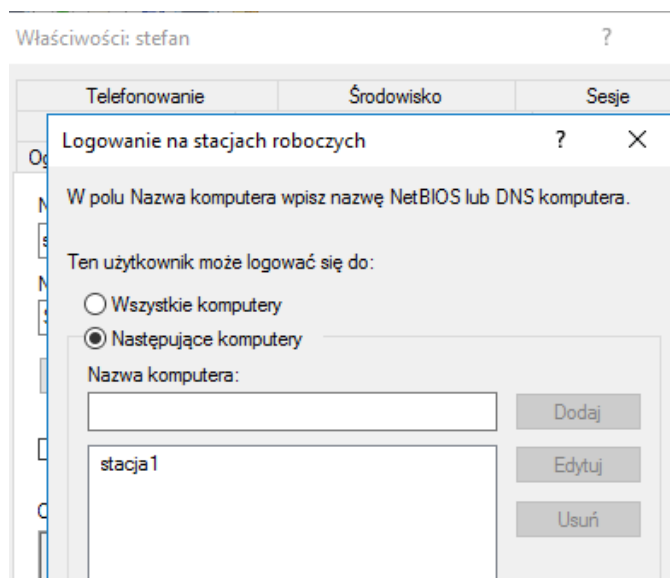 Właściwości: stefan
?
Telefonowanie Środowisko Sesje
Logowanie na stacjach roboczych ?
W polu Nazwa komputera wpisz nazwę NetBIOS lub DNS komputera.
Ten użytkownik może logować się do:
Wszystkie komputery
Następujące komputery
Nazwa komputera:
Dodaj
stacja1
Edytuj
Usuń